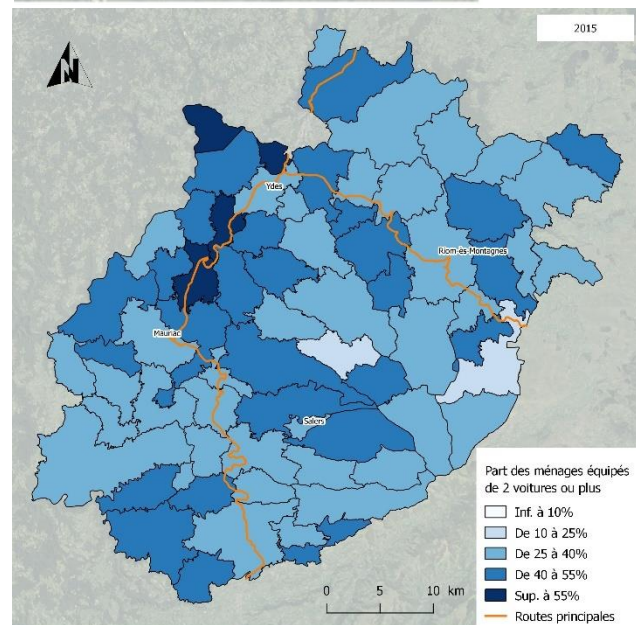 2015
N
Ydes
Riom-ès-Montagnes
Mauriac
Salers
Part des ménages équipés
de 2 voitures ou plus
Inf. à 10%
De 10 à 25%
De 25 à 40%
De 40 à 55%
Sup. à 55%
Routes principales
0 5 10 km